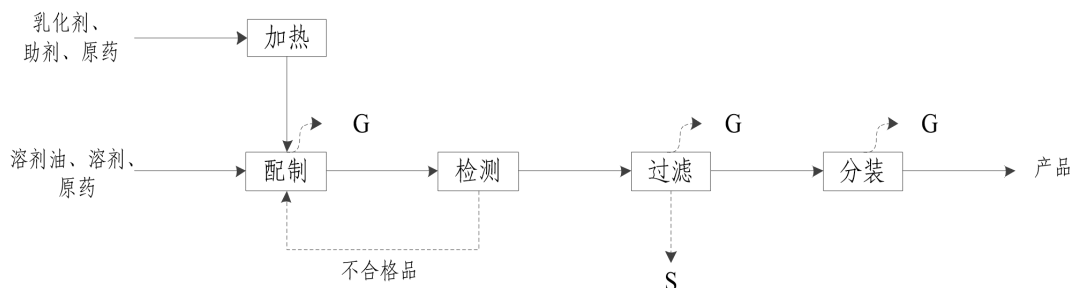 乳化剂、
助剂、原药
加热
G
G
G
溶剂油、溶剂、
原药
配制
检测
过滤
分装
产品
不合格品
S